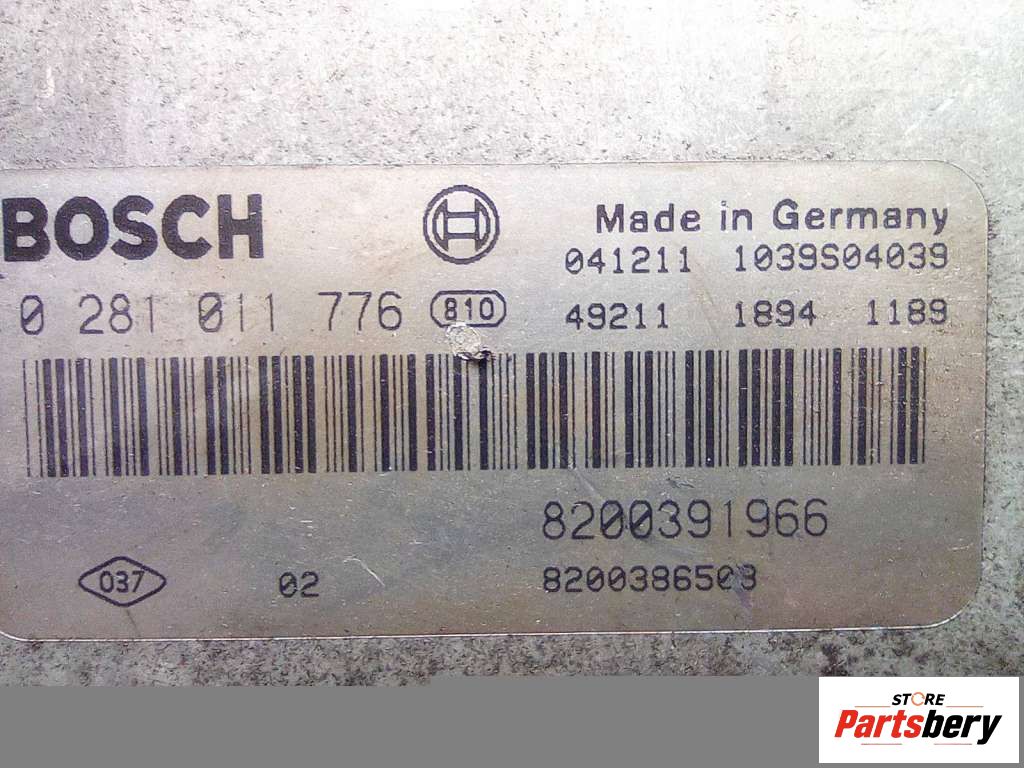 BOSCH
Made in Germany
041211 1039S04039
0 281 011 776 810
49211 1894 1189
8200391966
037 02 8200386503
STORE
Partsbery